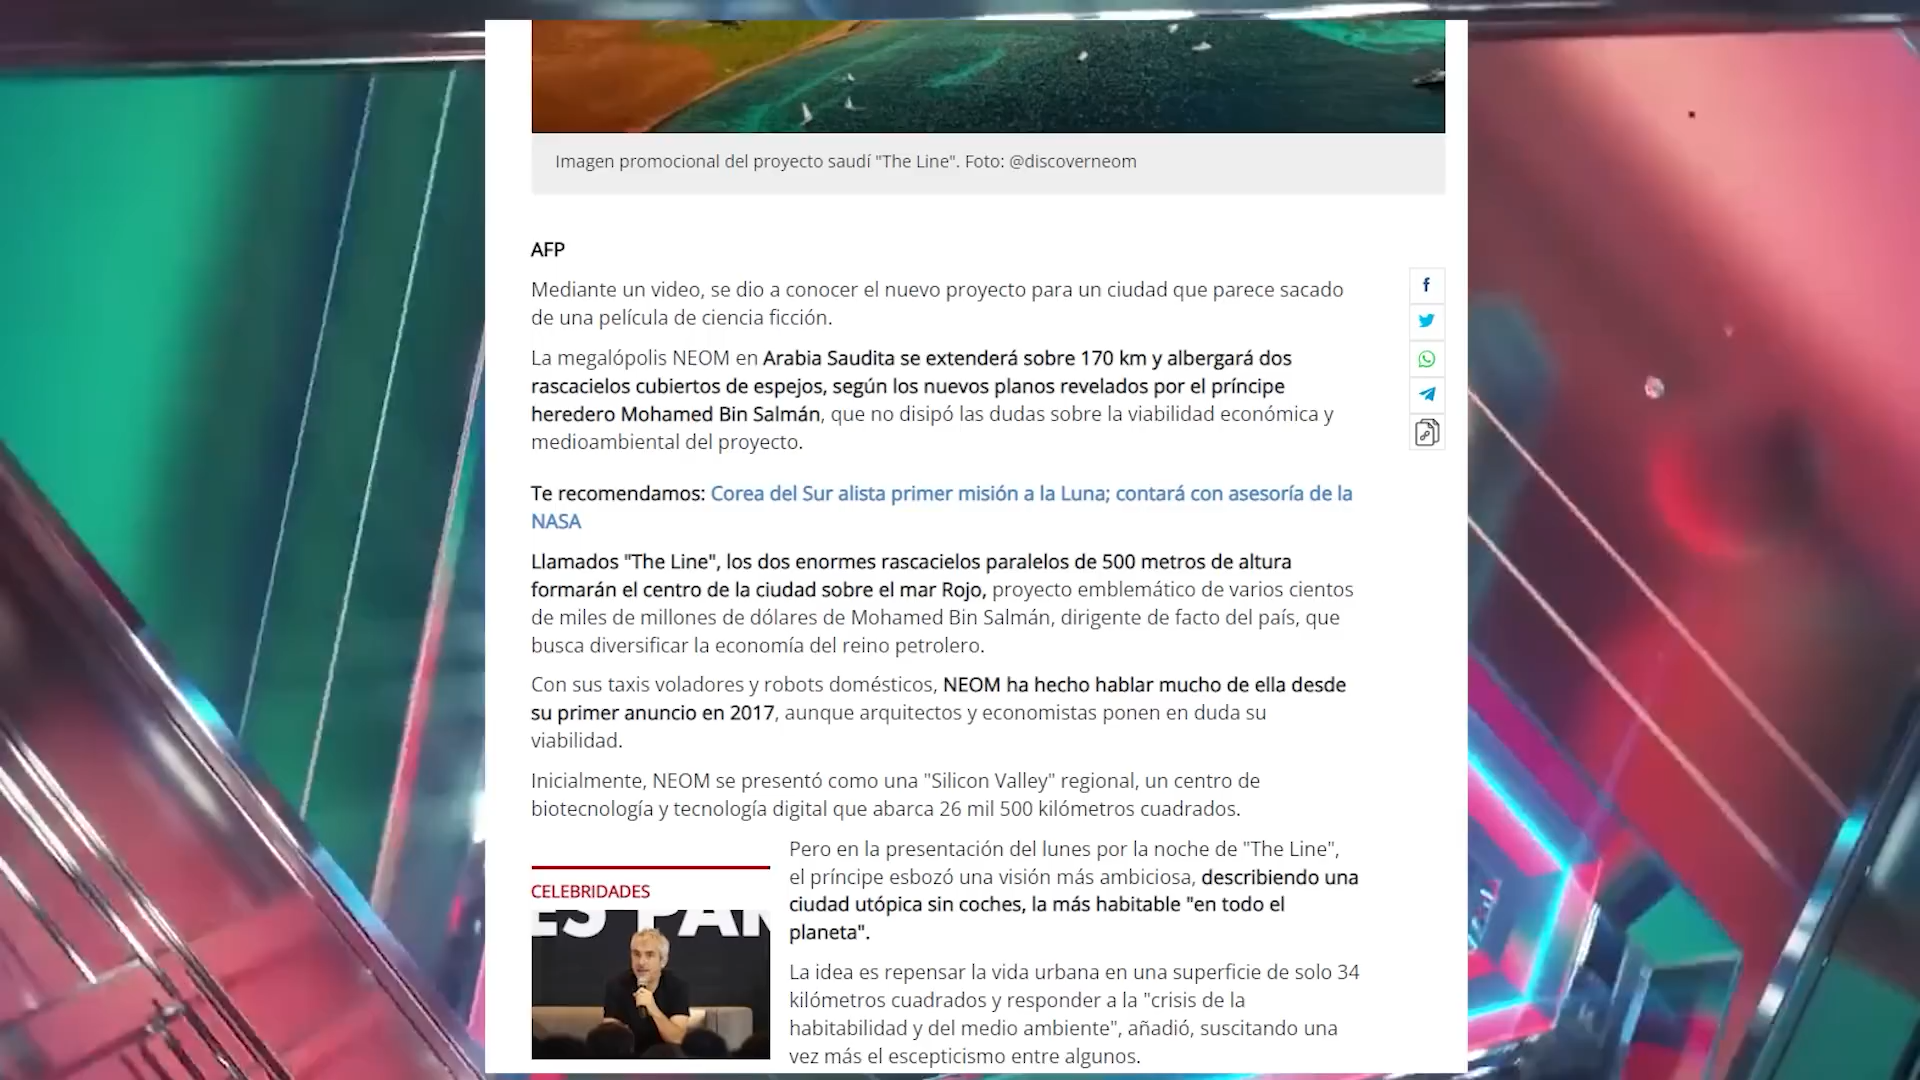 Imagen promocional del proyecto saudí "The Line". Foto: @discoverneom
AFP
Mediante un video, se dio a conocer el nuevo proyecto para un ciudad que parece sacado
de una película de ciencia ficción.
La megalópolis NEOM en Arabia Saudita se extenderá sobre 170 km y albergará dos
rascacielos cubiertos de espejos, según los nuevos planos revelados por el príncipe
heredero Mohamed Bin Salmán, que no disipó las dudas sobre la viabilidad económica y
medioambiental del proyecto.
Te recomendamos: Corea del Sur alista primer misión a la Luna; contará con asesoría de la
NASA
Llamados "The Line", los dos enormes rascacielos paralelos de 500 metros de altura
formarán el centro de la ciudad sobre el mar Rojo, proyecto emblemático de varios cientos
de miles de millones de dólares de Mohamed Bin Salmán, dirigente de facto del país, que
busca diversificar la economía del reino petrolero.
Con sus taxis voladores y robots domésticos, NEOM ha hecho hablar mucho de ella desde
su primer anuncio en 2017, aunque arquitectos y economistas ponen en duda su
viabilidad.
Inicialmente, NEOM se presentó como una "Silicon Valley" regional, un centro de
biotecnología y tecnología digital que abarca 26 mil 500 kilómetros cuadrados.
CELEBRIDADES
Pero en la presentación del lunes por la noche de "The Line",
el príncipe esbozó una visión más ambiciosa, describiendo una
ciudad utópica sin coches, la más habitable "en todo el
planeta".
La idea es repensar la vida urbana en una superficie de solo 34
kilómetros cuadrados y responder a la "crisis de la
habitabilidad y del medio ambiente", añadió, suscitando una
vez más el escepticismo entre algunos.